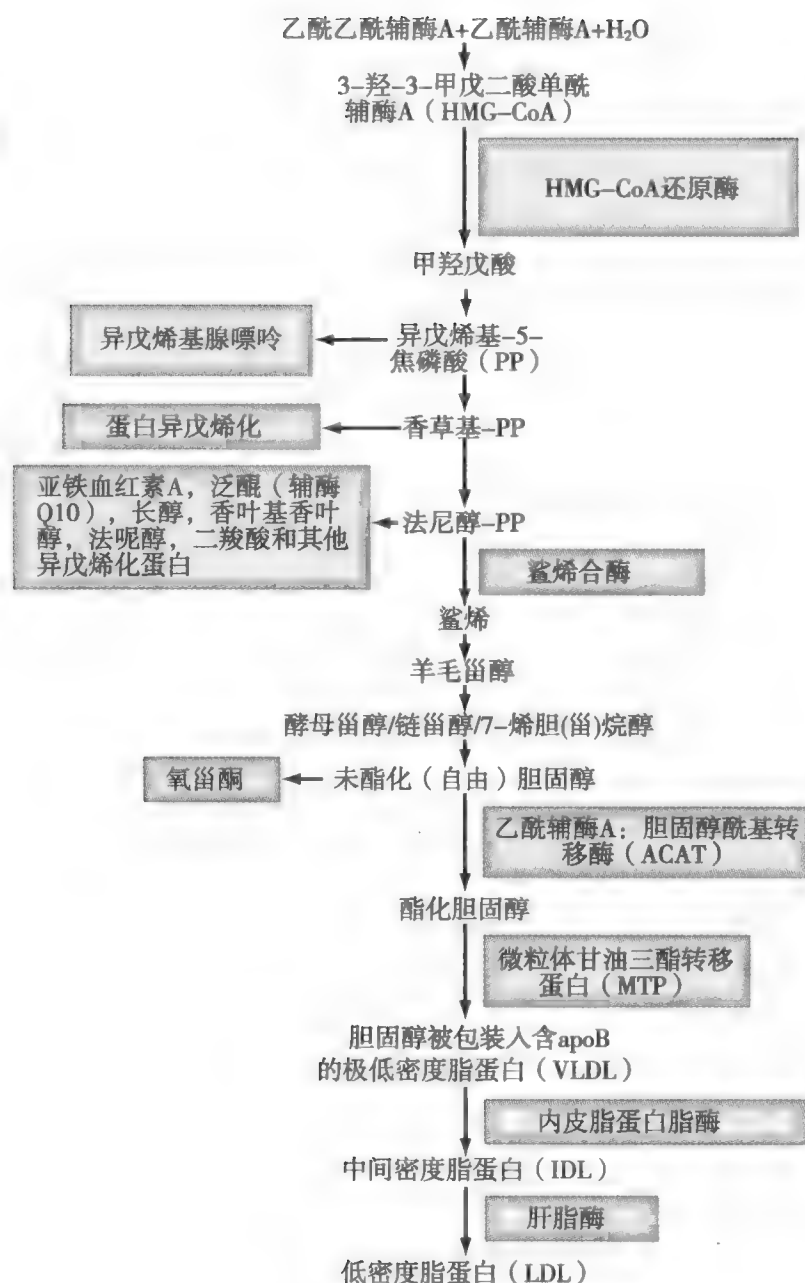 乙酰乙酰辅酶A+乙酰辅酶A+H₂O
3-羟-3-甲戊二酸单酰
辅酶A（HMG-CoA）
HMG-CoA还原酶
甲羟戊酸
异戊烯基腺嘌呤
异戊烯基-5-
焦磷酸（PP）
蛋白异戊烯化
香草基-PP
亚铁血红素A，泛醌（辅酶
Q10），长醇，香叶基香叶
醇，法呢醇，二羧酸和其他
异戊烯化蛋白
法尼醇-PP
鲨烯合酶
鲨烯
羊毛甾醇
酵母甾醇/链甾醇/7-烯胆(甾)烷醇
氧甾酮
未酯化（自由）胆固醇
乙酰辅酶A：胆固醇酰基转
移酶（ACAT）
酯化胆固醇
微粒体甘油三酯转移
蛋白（MTP）
胆固醇被包装入含apoB
的极低密度脂蛋白（VLDL）
内皮脂蛋白脂酶
中间密度脂蛋白（IDL）
肝脂酶
低密度脂蛋白（LDL）